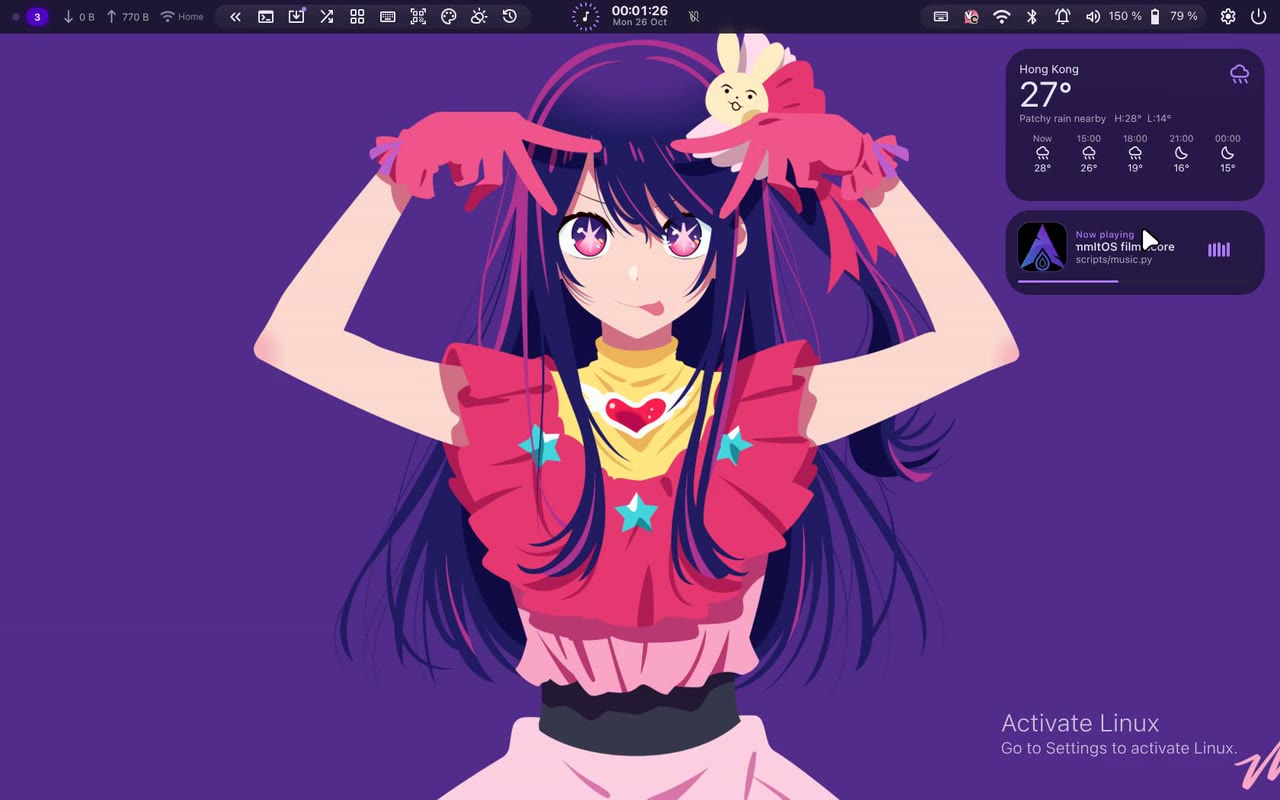 3 0 B 770 B Home
00:01:26
Mon 26 Oct
150 % 79 %
Hong Kong
27°
Patchy rain nearby H:28° L:14°
Now 15:00 18:00 21:00 00:00
28° 26° 19° 16° 15°
Now playing
mmItOS film
scripts/music.py
Activate Linux
Go to Settings to activate Linux.